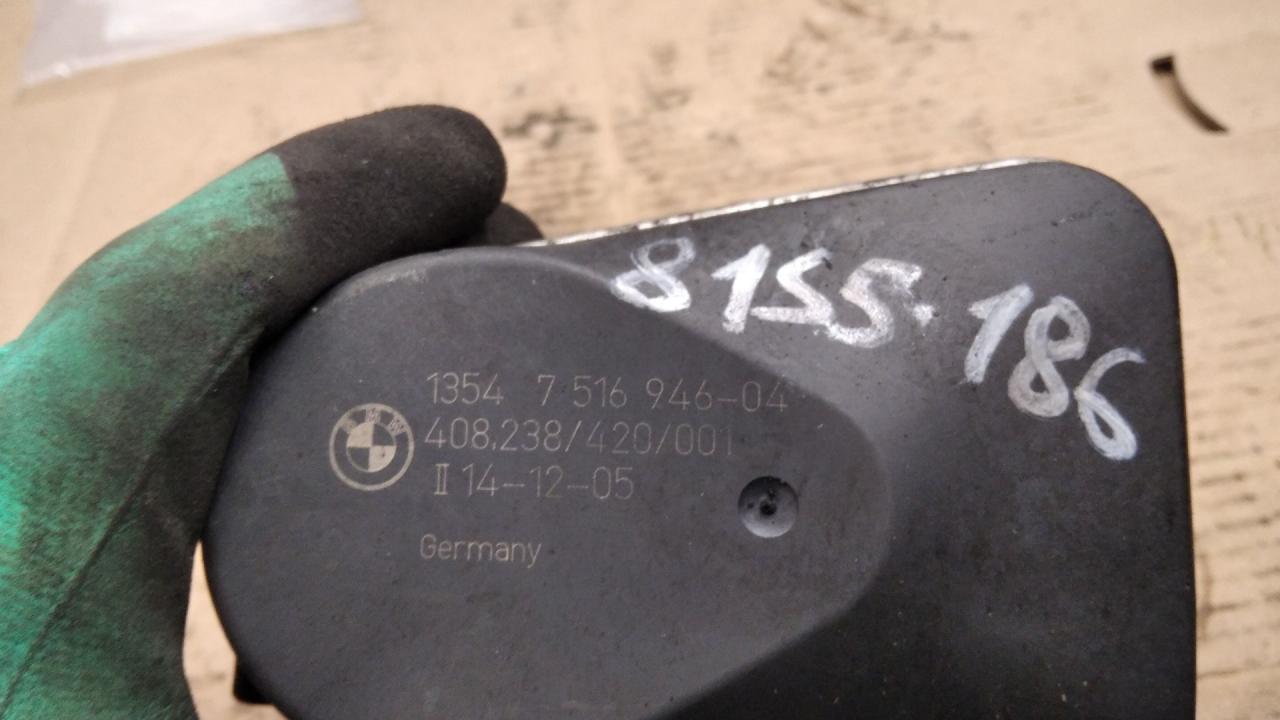 8155-186
1354 7 516 946-04
408.238/420/001
II 14-12-05
Germany